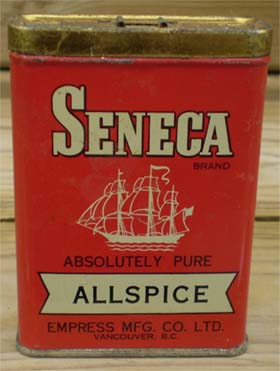 SENECA
BRAND
ABSOLUTELY PURE
ALLSPICE
EMPRESS MFG. CO. LTD.
VANCOUVER, B.C.